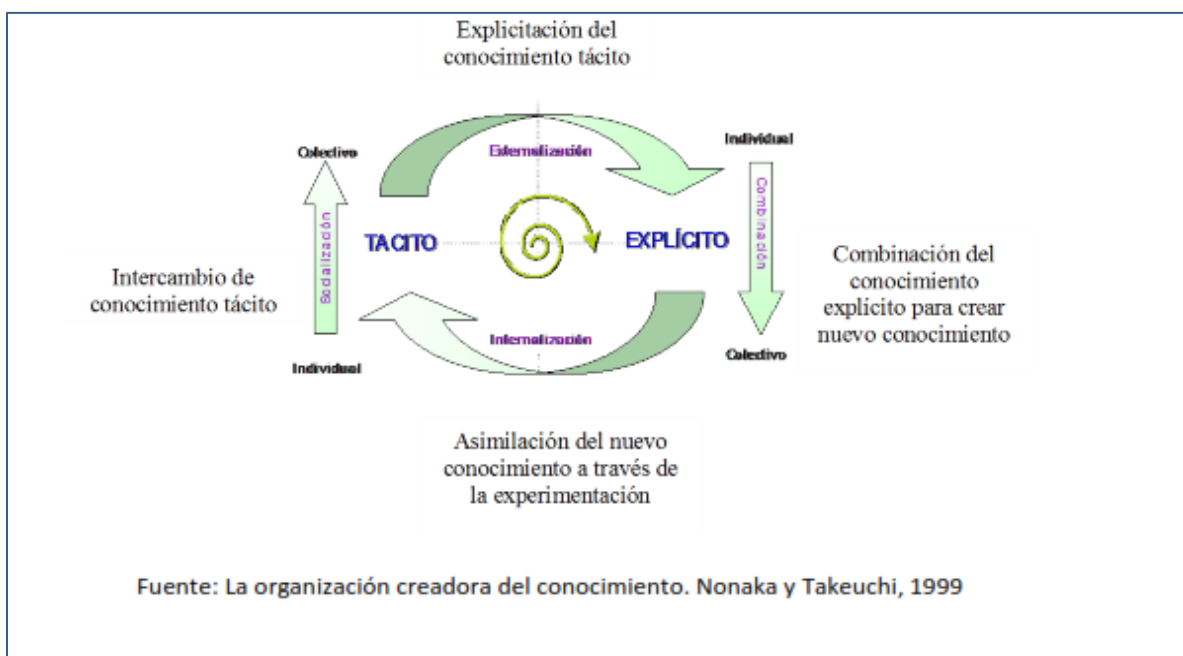 Explicitación del
conocimiento tácito
Colectivo
Externalización
Individual
Socialización
Combinación
TACITO
EXPLÍCITO
Intercambio de
conocimiento tácito
Combinación del
conocimiento
explícito para crear
nuevo conocimiento
Individual
Internalización
Colectivo
Asimilación del nuevo
conocimiento a través de
la experimentación
Fuente: La organización creadora del conocimiento. Nonaka y Takeuchi, 1999